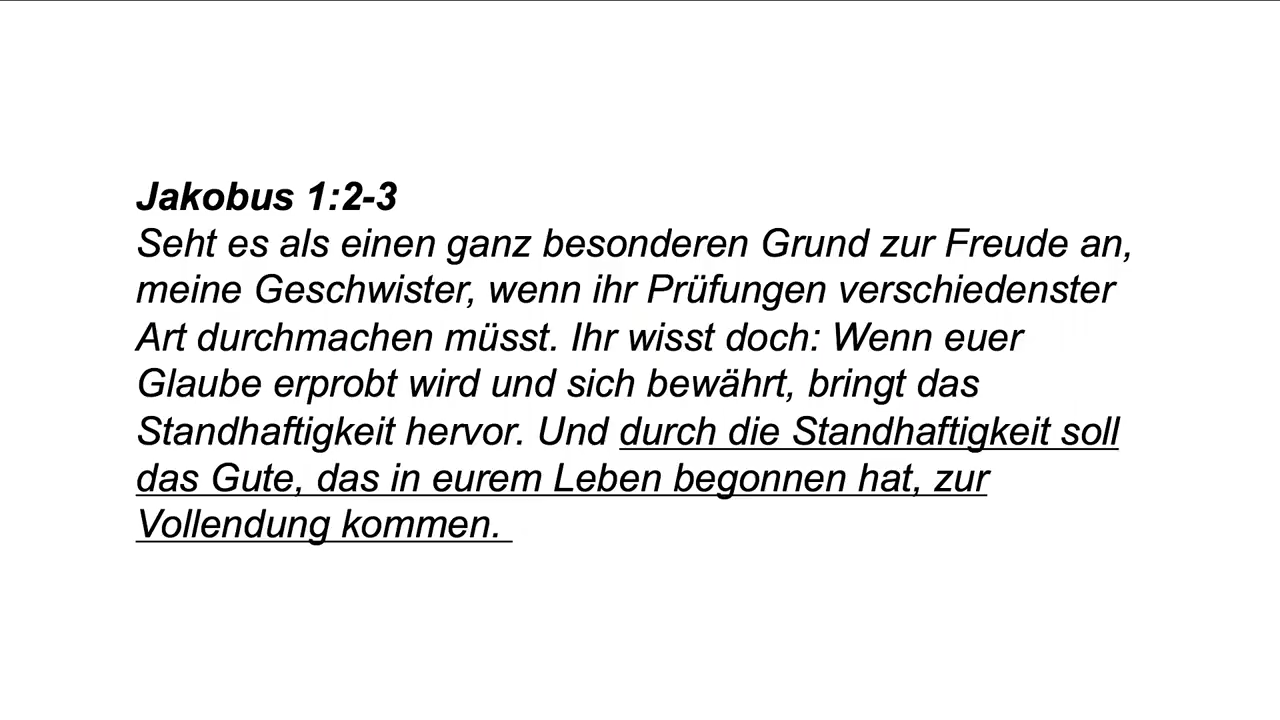 Jakobus 1:2-3
Seht es als einen ganz besonderen Grund zur Freude an,
meine Geschwister, wenn ihr Prüfungen verschiedenster
Art durchmachen müsst. Ihr wisst doch: Wenn euer
Glaube erprobt wird und sich bewährt, bringt das
Standhaftigkeit hervor. Und durch die Standhaftigkeit soll
das Gute, das in eurem Leben begonnen hat, zur
Vollendung kommen.